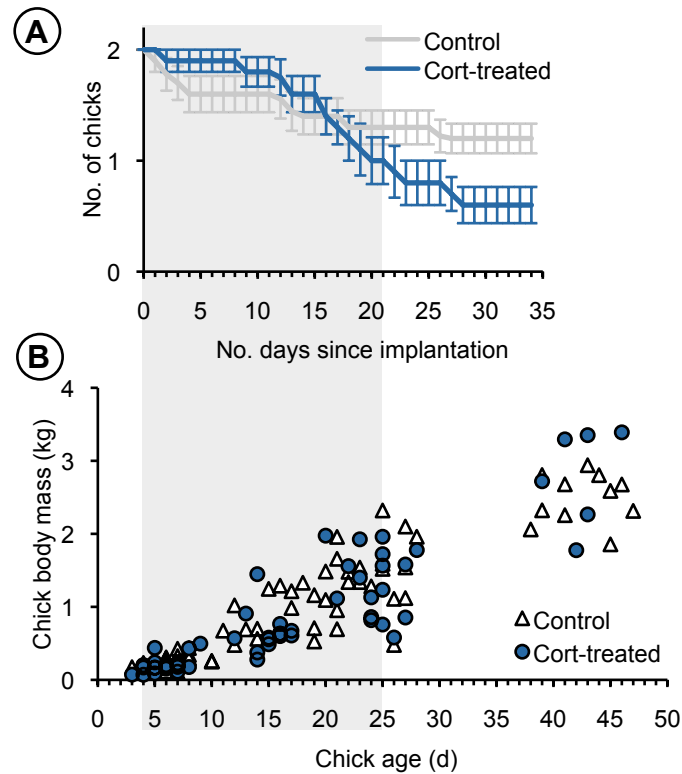 A
Control
Cort-treated
No. of chicks
2
1
0
0 5 10 15 20 25 30 35
No. days since implantation
B
Chick body mass (kg)
4
3
2
1
0
Control
Cort-treated
0 5 10 15 20 25 30 35 40 45 50
Chick age (d)